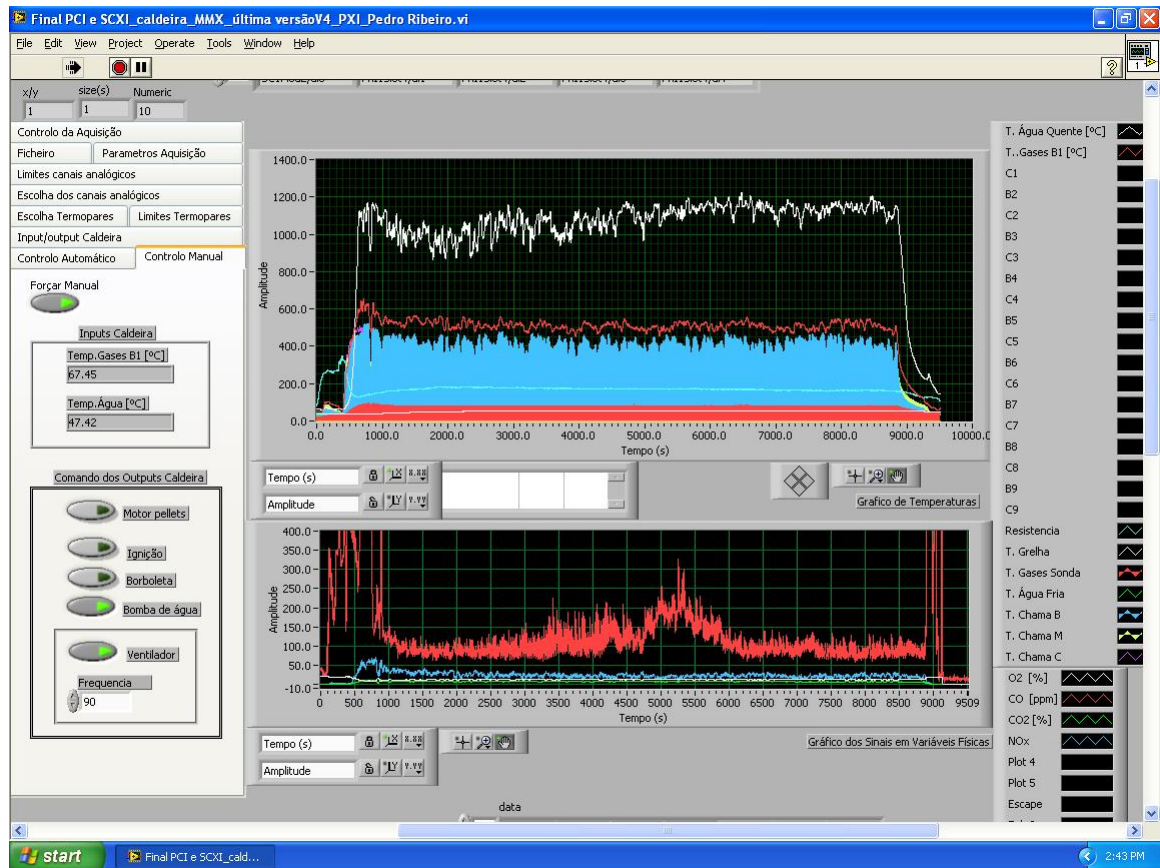 Final PCI e SCXI_caldeira_MMX_última versãoV4_PXI_Pedro Ribeiro.vi
File Edit View Project Operate Tools Window Help
x/y size(s) Numeric
1 1 10
Controlo da Aquisição
Ficheiro Parametros Aquisição
Limites canais analógicos
Escolha dos canais analógicos
Escolha Termopares Limites Termopares
Input/output Caldeira
Controlo Automático Controlo Manual
Forçar Manual
Inputs Caldeira
Temp.Gases B1 [ºC]
67.45
Temp.Água [ºC]
47.42
Comando dos Outputs Caldeira
Motor pellets
Ignição
Borboleta
Bomba de água
Ventilador
Frequencia
90
1400.0
1200.0
1000.0
800.0
600.0
400.0
200.0
0.0
Amplitude
0.0 1000.0 2000.0 3000.0 4000.0 5000.0 6000.0 7000.0 8000.0 9000.0 10000.0
Tempo (s)
Tempo (s)
Amplitude
Grafico de Temperaturas
400.0
350.0
300.0
250.0
200.0
150.0
100.0
50.0
-10.0
Amplitude
0 500 1000 1500 2000 2500 3000 3500 4000 4500 5000 5500 6000 6500 7000 7500 8000 8500 9000 9509
Tempo (s)
Tempo (s)
Amplitude
Gráfico dos Sinais em Variáveis Físicas
data
T. Água Quente [ºC]
T..Gases B1 [ºC]
C1
B2
C2
B3
C3
B4
C4
B5
C5
B6
C6
B7
C7
B8
C8
B9
C9
Resistencia
T. Grelha
T. Gases Sonda
T. Água Fria
T. Chama B
T. Chama M
T. Chama C
O2 [%]
CO [ppm]
CO2 [%]
NOx
Plot 4
Plot 5
Escape
start
Final PCI e SCXI_cald...
2:43 PM